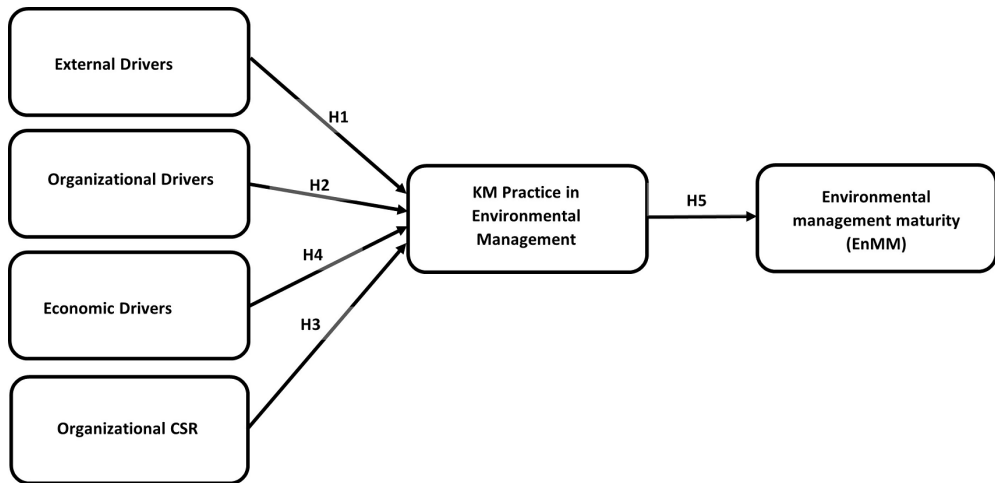 External Drivers
H1
Organizational Drivers
H2
KM Practice in
Environmental
Management
H5
Environmental
management maturity
(EnMM)
H4
Economic Drivers
H3
Organizational CSR